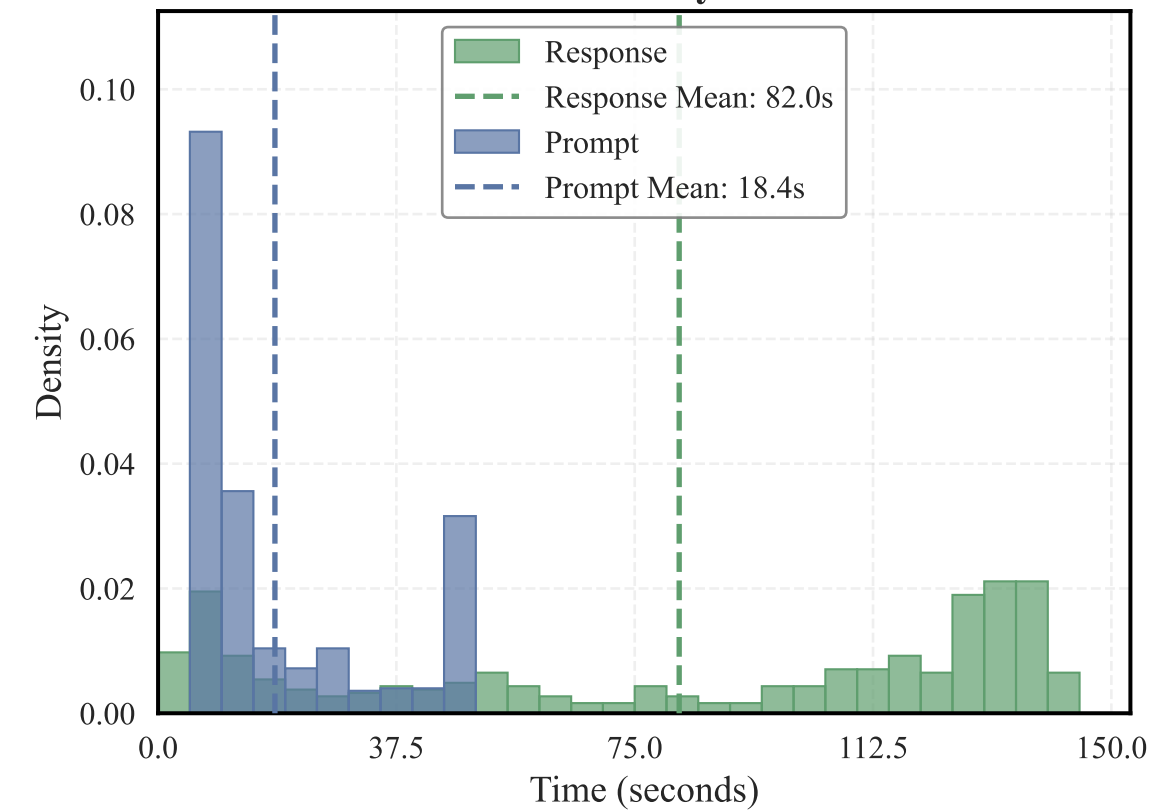 Response
Response Mean: 82.0s
Prompt
Prompt Mean: 18.4s
Density
0.10
0.08
0.06
0.04
0.02
0.00
0.0 37.5 75.0 112.5 150.0
Time (seconds)